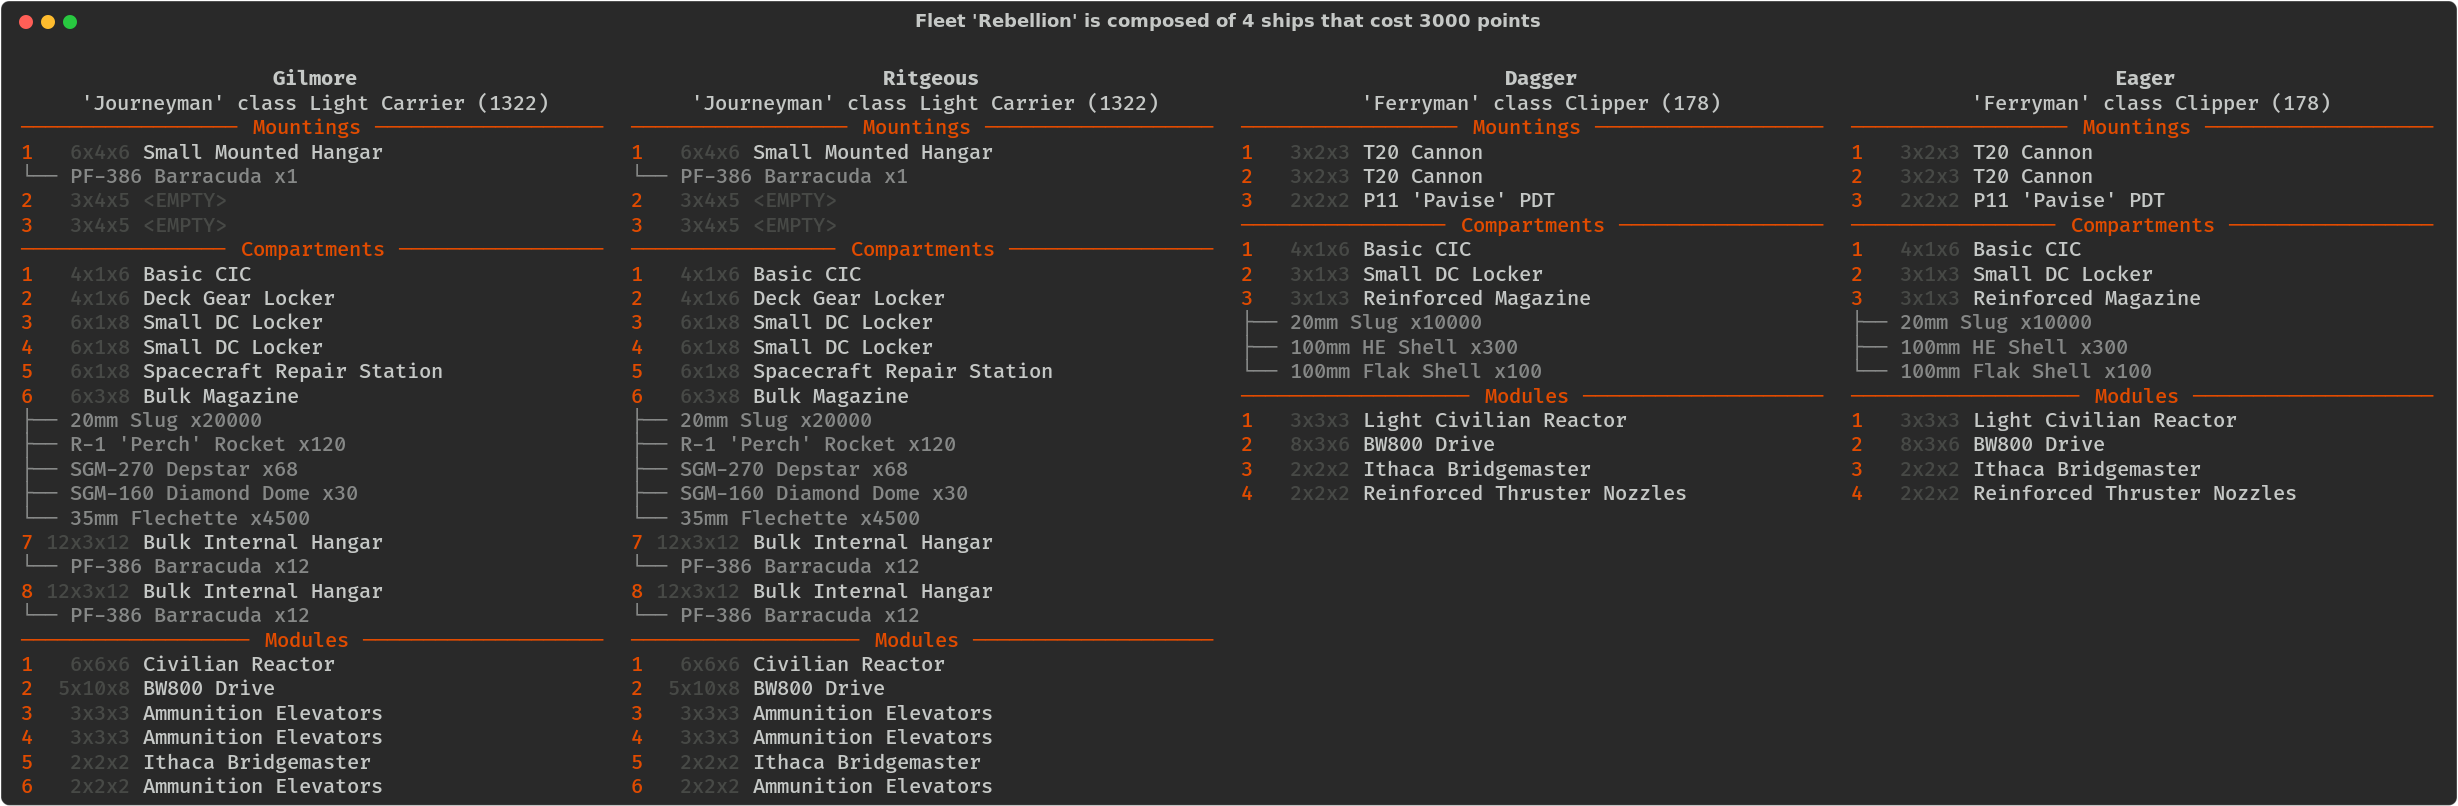 Fleet 'Rebellion' is composed of 4 ships that cost 3000 points
Gilmore
'Journeyman' class Light Carrier (1322)
Mountings
1 6x4x6 Small Mounted Hangar
└── PF-386 Barracuda x1
2 3x4x5 <EMPTY>
3 3x4x5 <EMPTY>
Compartments
1 4x1x6 Basic CIC
2 4x1x6 Deck Gear Locker
3 6x1x8 Small DC Locker
4 6x1x8 Small DC Locker
5 6x1x8 Spacecraft Repair Station
6 6x3x8 Bulk Magazine
├── 20mm Slug x20000
├── R-1 'Perch' Rocket x120
├── SGM-270 Depstar x68
├── SGM-160 Diamond Dome x30
└── 35mm Flechette x4500
7 12x3x12 Bulk Internal Hangar
└── PF-386 Barracuda x12
8 12x3x12 Bulk Internal Hangar
└── PF-386 Barracuda x12
Modules
1 6x6x6 Civilian Reactor
2 5x10x8 BW800 Drive
3 3x3x3 Ammunition Elevators
4 3x3x3 Ammunition Elevators
5 2x2x2 Ithaca Bridgemaster
6 2x2x2 Ammunition Elevators
Ritgeous
'Journeyman' class Light Carrier (1322)
Mountings
1 6x4x6 Small Mounted Hangar
└── PF-386 Barracuda x1
2 3x4x5 <EMPTY>
3 3x4x5 <EMPTY>
Compartments
1 4x1x6 Basic CIC
2 4x1x6 Deck Gear Locker
3 6x1x8 Small DC Locker
4 6x1x8 Small DC Locker
5 6x1x8 Spacecraft Repair Station
6 6x3x8 Bulk Magazine
├── 20mm Slug x20000
├── R-1 'Perch' Rocket x120
├── SGM-270 Depstar x68
├── SGM-160 Diamond Dome x30
└── 35mm Flechette x4500
7 12x3x12 Bulk Internal Hangar
└── PF-386 Barracuda x12
8 12x3x12 Bulk Internal Hangar
└── PF-386 Barracuda x12
Modules
1 6x6x6 Civilian Reactor
2 5x10x8 BW800 Drive
3 3x3x3 Ammunition Elevators
4 3x3x3 Ammunition Elevators
5 2x2x2 Ithaca Bridgemaster
6 2x2x2 Ammunition Elevators
Dagger
'Ferryman' class Clipper (178)
Mountings
1 3x2x3 T20 Cannon
2 3x2x3 T20 Cannon
3 2x2x2 P11 'Pavise' PDT
Compartments
1 4x1x6 Basic CIC
2 3x1x3 Small DC Locker
3 3x1x3 Reinforced Magazine
├── 20mm Slug x10000
├── 100mm HE Shell x300
└── 100mm Flak Shell x100
Modules
1 3x3x3 Light Civilian Reactor
2 8x3x6 BW800 Drive
3 2x2x2 Ithaca Bridgemaster
4 2x2x2 Reinforced Thruster Nozzles
Eager
'Ferryman' class Clipper (178)
Mountings
1 3x2x3 T20 Cannon
2 3x2x3 T20 Cannon
3 2x2x2 P11 'Pavise' PDT
Compartments
1 4x1x6 Basic CIC
2 3x1x3 Small DC Locker
3 3x1x3 Reinforced Magazine
├── 20mm Slug x10000
├── 100mm HE Shell x300
└── 100mm Flak Shell x100
Modules
1 3x3x3 Light Civilian Reactor
2 8x3x6 BW800 Drive
3 2x2x2 Ithaca Bridgemaster
4 2x2x2 Reinforced Thruster Nozzles